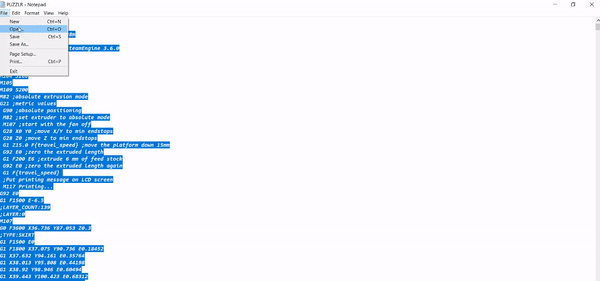 PUZZLR - Notepad
File Edit Format View Help
New Ctrl+N
Open... Ctrl+O
Save Ctrl+S
Save As...
Page Setup...
Print... Ctrl+P
Exit
teamEngine 3.6.0
M105
M109 S200
M82 ;absolute extrusion mode
G21 ;metric values
G90 ;absolute positioning
M82 ;set extruder to absolute mode
M107 ;start with the fan off
G28 X0 Y0 ;move X/Y to min endstops
G28 Z0 ;move Z to min endstops
G1 Z15.0 F{travel_speed} ;move the platform down 15mm
G92 E0 ;zero the extruded length
G1 F200 E6 ;extrude 6 mm of feed stock
G92 E0 ;zero the extruded length again
G1 F{travel_speed}
;Put printing message on LCD screen
M117 Printing...
G92 E0
G1 F1500 E-6.5
;LAYER_COUNT:139
;LAYER:0
M107
G0 F3600 X36.736 Y87.053 Z0.3
;TYPE:SKIRT
G1 F1500 E0
G1 F1800 X37.075 Y90.736 E0.18452
G1 X37.632 Y94.161 E0.35764
G1 X38.013 Y95.808 E0.44198
G1 X38.92 Y98.946 E0.60494
G1 X39.443 Y100.423 E0.68312